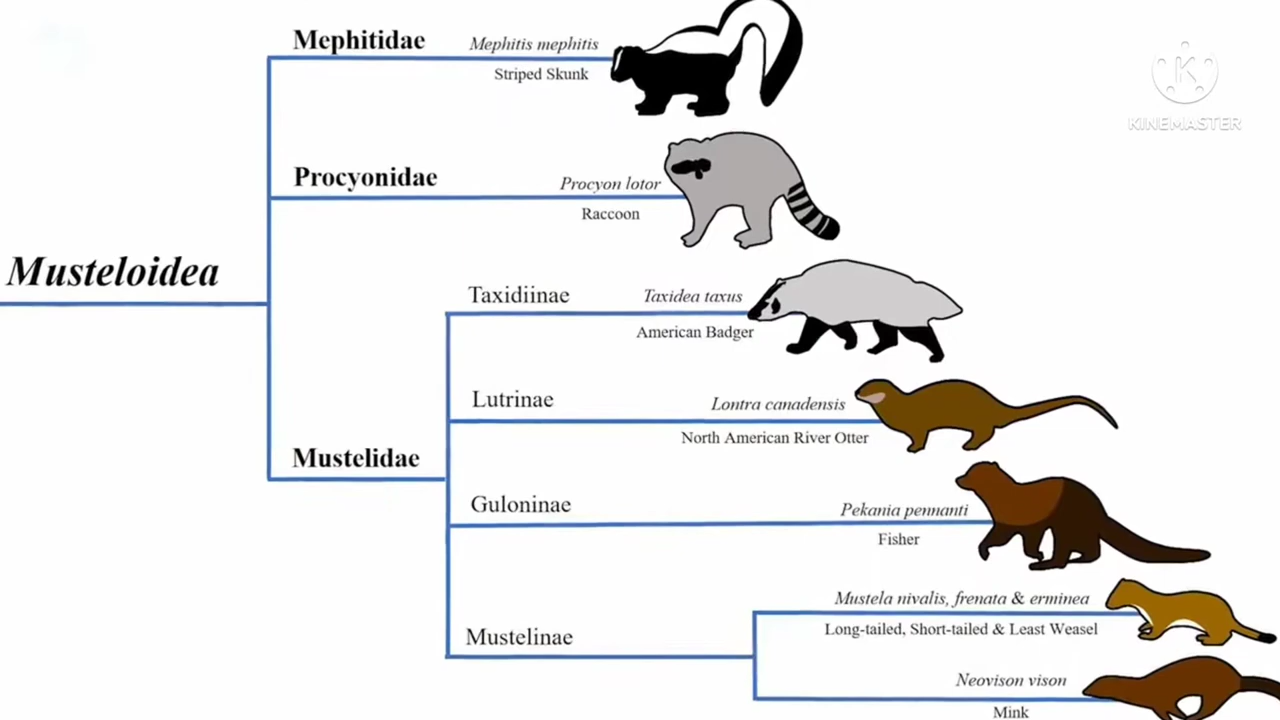 Mephitidae
Mephitis mephitis
Striped Skunk
KINEMASTER
Procyonidae
Procyon lotor
Raccoon
Musteloidea
Taxidiinae
Taxidea taxus
American Badger
Lutrinae
Lontra canadensis
North American River Otter
Mustelidae
Guloninae
Pekania pennanti
Fisher
Mustelinae
Mustela nivalis, frenata & erminea
Long-tailed, Short-tailed & Least Weasel
Neovison vison
Mink